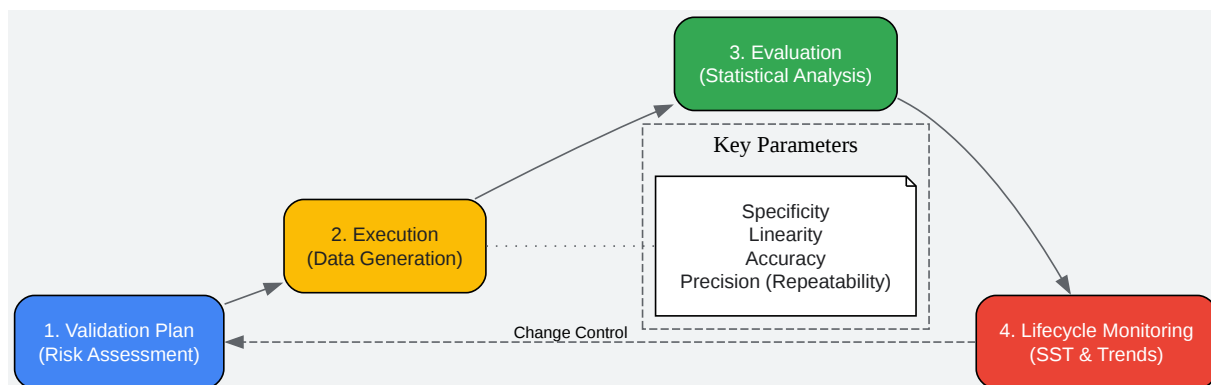 3. Evaluation
(Statistical Analysis)
Key Parameters
Specificity
Linearity
Accuracy
Precision (Repeatability)
2. Execution
(Data Generation)
1. Validation Plan
(Risk Assessment)
Change Control
4. Lifecycle Monitoring
(SST & Trends)